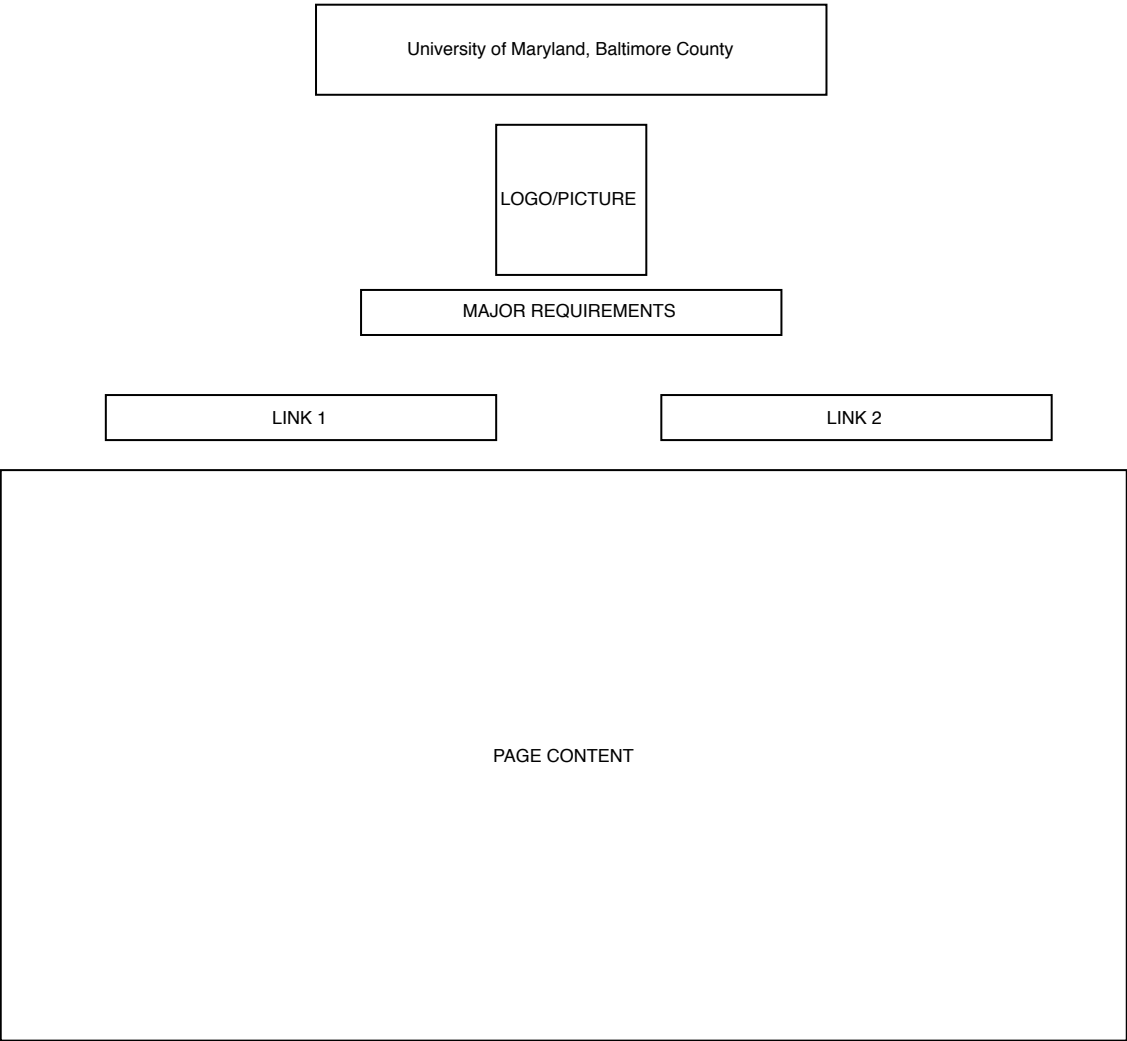 University of Maryland, Baltimore County
LOGO/PICTURE
MAJOR REQUIREMENTS
LINK 1
LINK 2
PAGE CONTENT